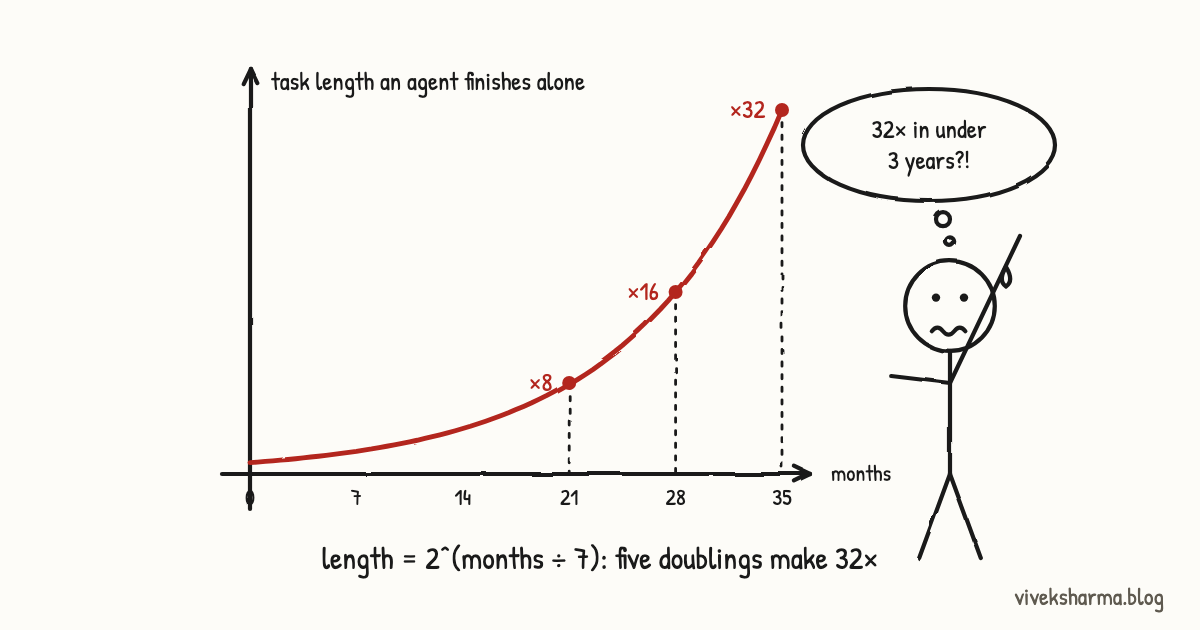 task length an agent finishes alone
×32
32× in under
3 years?!
×16
×8
months
0 7 14 21 28 35
length = 2^(months ÷ 7): five doublings make 32×
viveksharma.blog